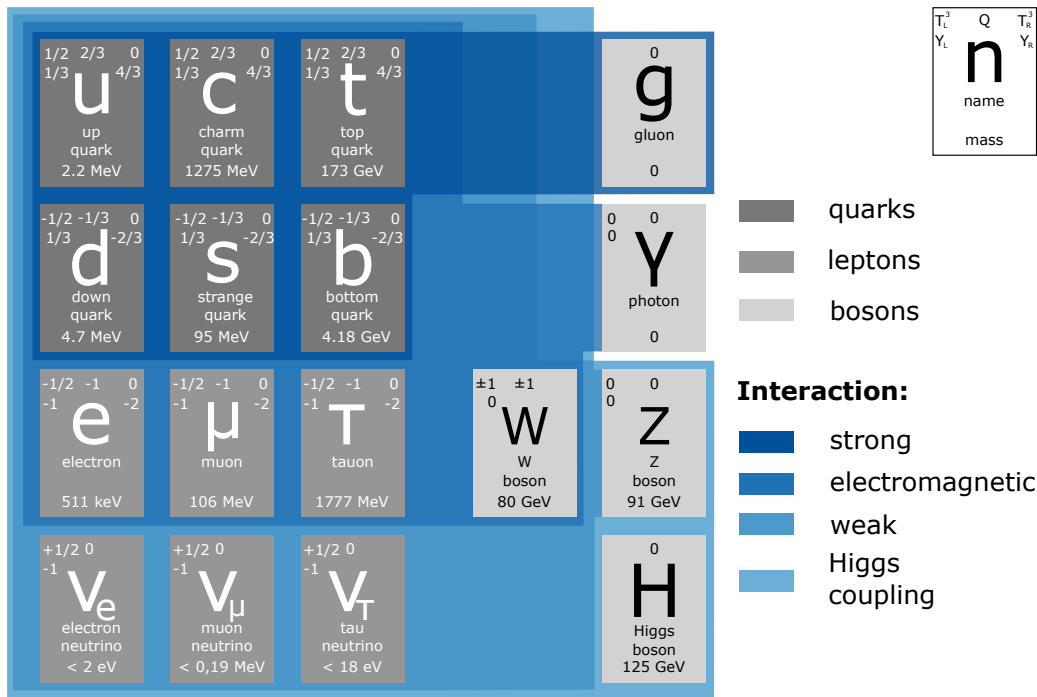 1/2 2/3 0
1/3 4/3
u
up
quark
2.2 MeV
1/2 2/3 0
1/3 4/3
c
charm
quark
1275 MeV
1/2 2/3 0
1/3 4/3
t
top
quark
173 GeV
0
g
gluon
0
T³L Q T³R
YL YR
n
name
mass
-1/2 -1/3 0
1/3 -2/3
d
down
quark
4.7 MeV
-1/2 -1/3 0
1/3 -2/3
s
strange
quark
95 MeV
-1/2 -1/3 0
1/3 -2/3
b
bottom
quark
4.18 GeV
0 0
0
γ
photon
0
quarks
leptons
bosons
-1/2 -1 0
-1 -2
e
electron
511 keV
-1/2 -1 0
-1 -2
μ
muon
106 MeV
-1/2 -1 0
-1 -2
τ
tauon
1777 MeV
±1 ±1
0
W
W
boson
80 GeV
0 0
0
Z
Z
boson
91 GeV
Interaction:
strong
electromagnetic
weak
Higgs
coupling
+1/2 0
-1
νe
electron
neutrino
< 2 eV
+1/2 0
-1
νμ
muon
neutrino
< 0,19 MeV
+1/2 0
-1
ντ
tau
neutrino
< 18 eV
0
H
Higgs
boson
125 GeV